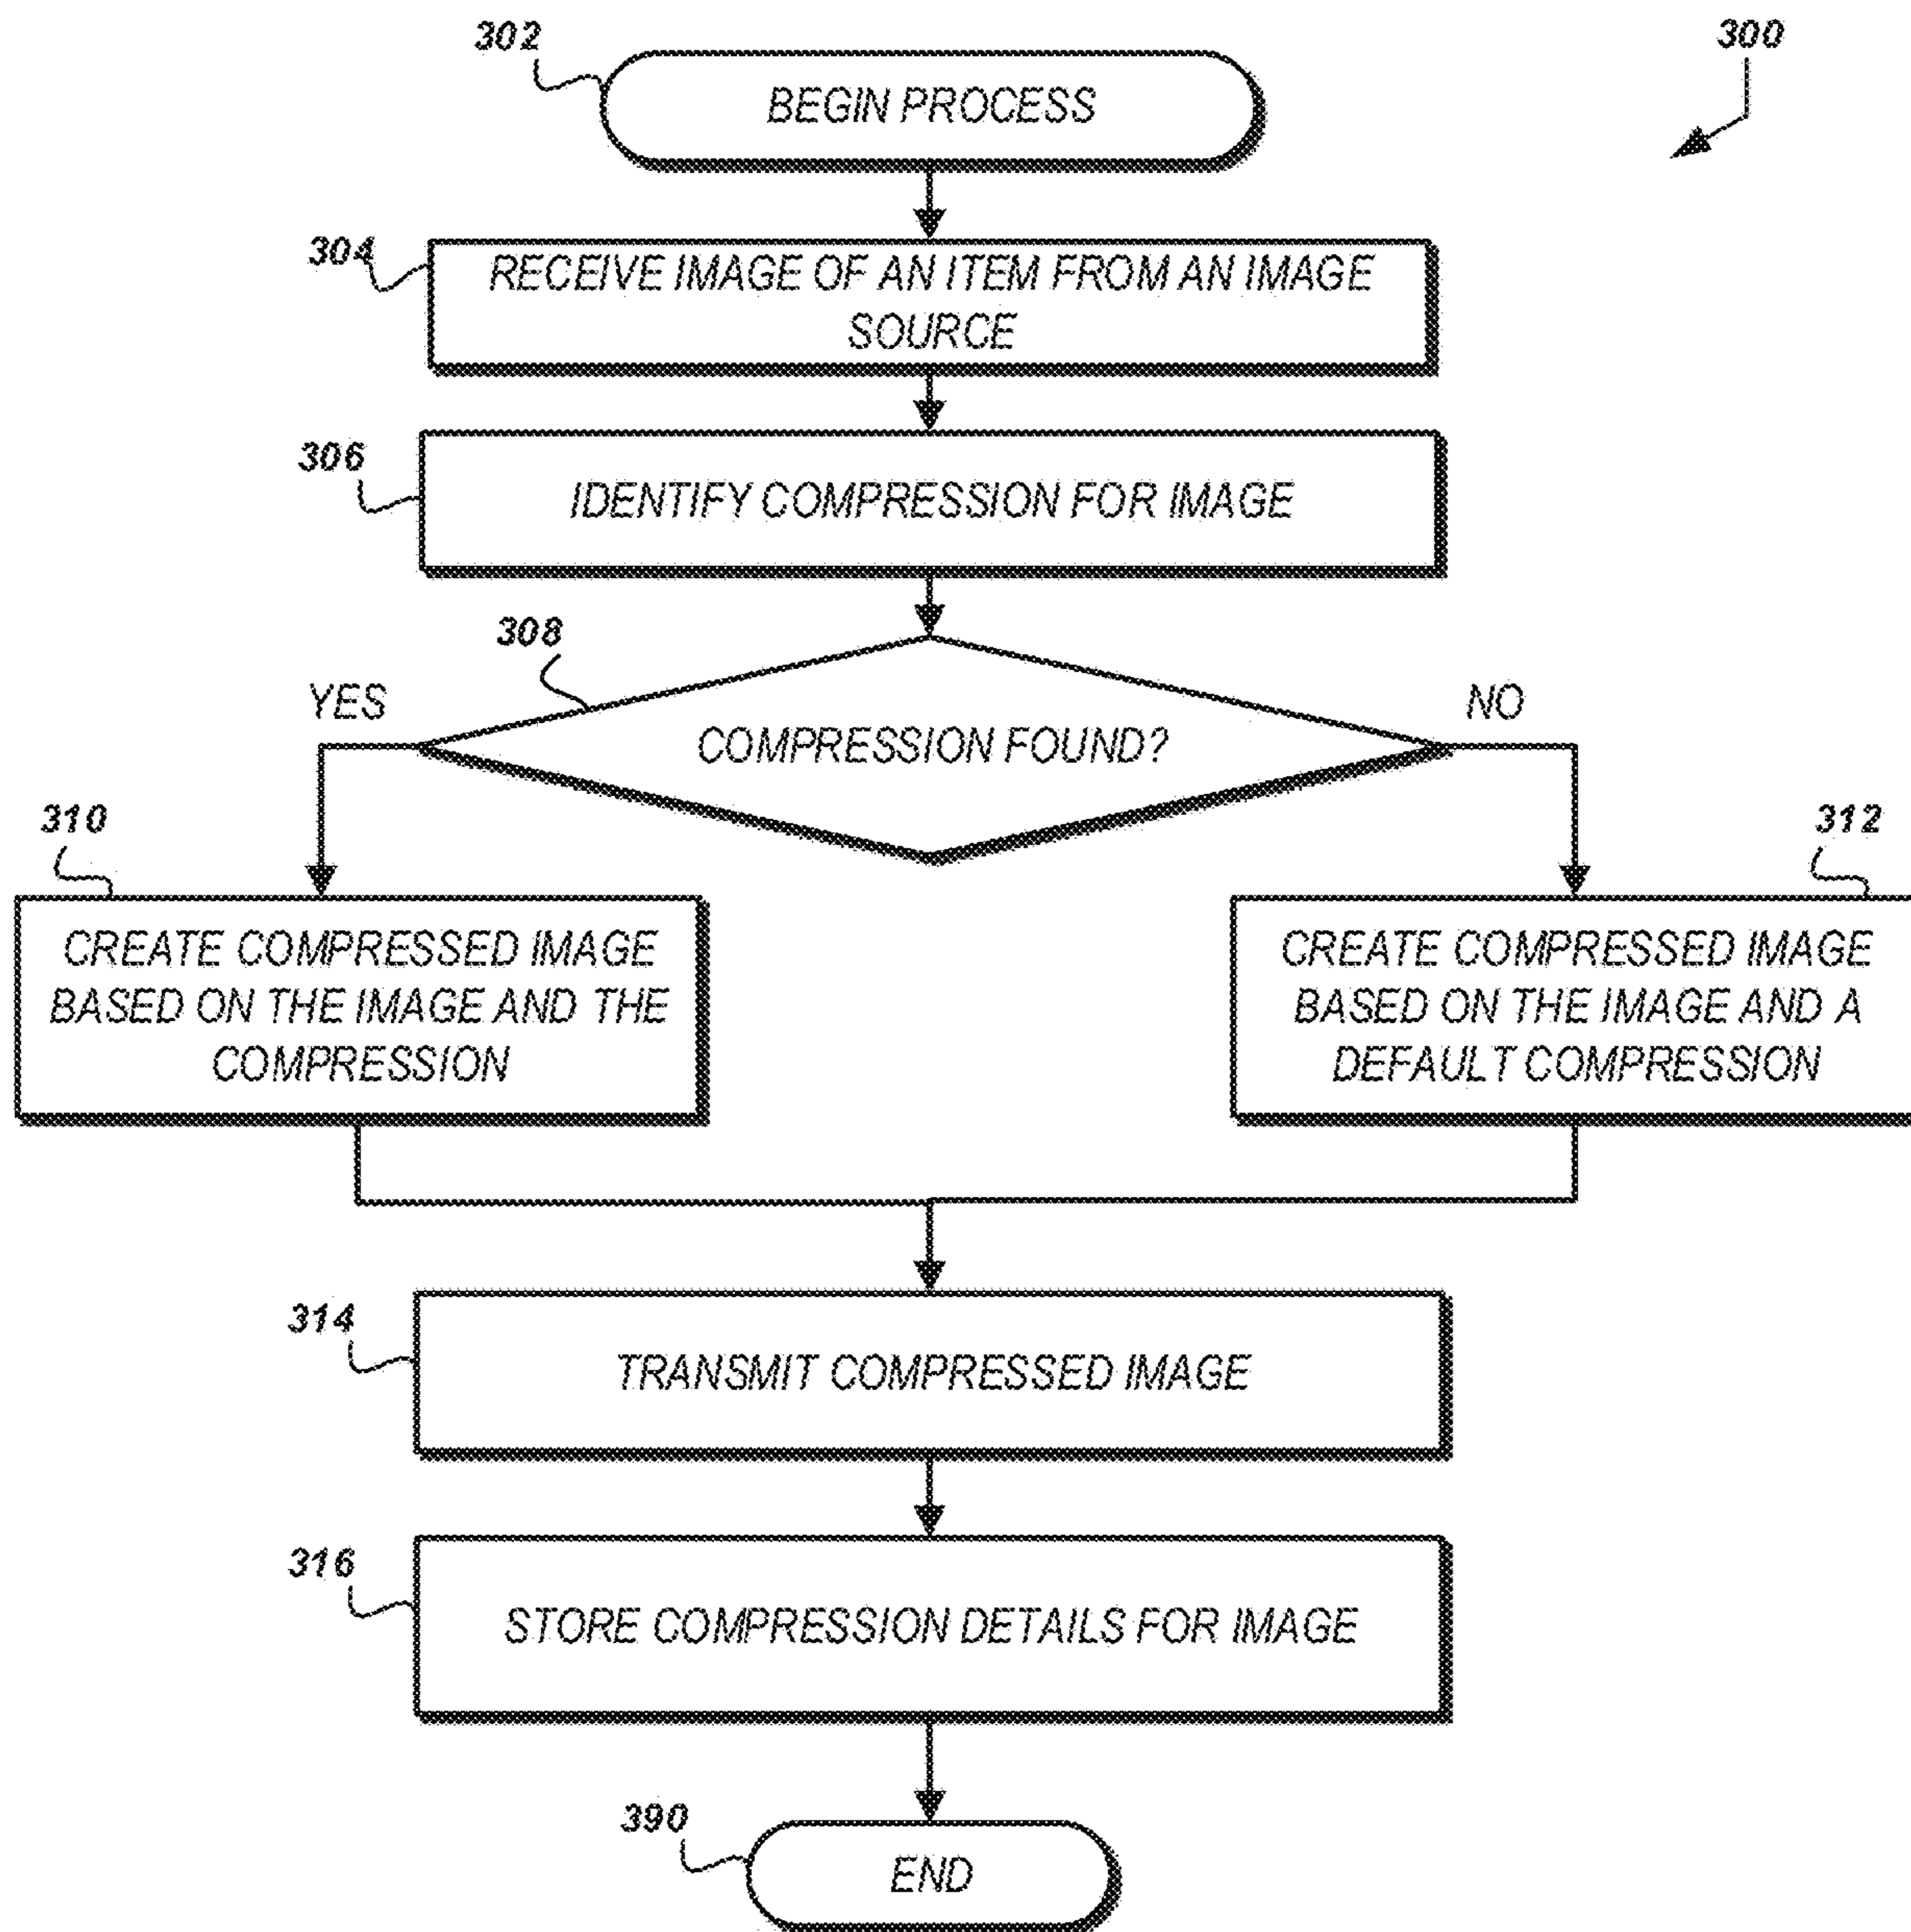 302
300
BEGIN PROCESS
304
RECEIVE IMAGE OF AN ITEM FROM AN IMAGE
SOURCE
306
IDENTIFY COMPRESSION FOR IMAGE
308
YES
NO
COMPRESSION FOUND?
310
312
CREATE COMPRESSED IMAGE
BASED ON THE IMAGE AND THE
COMPRESSION
CREATE COMPRESSED IMAGE
BASED ON THE IMAGE AND A
DEFAULT COMPRESSION
314
TRANSMIT COMPRESSED IMAGE
316
STORE COMPRESSION DETAILS FOR IMAGE
390
END